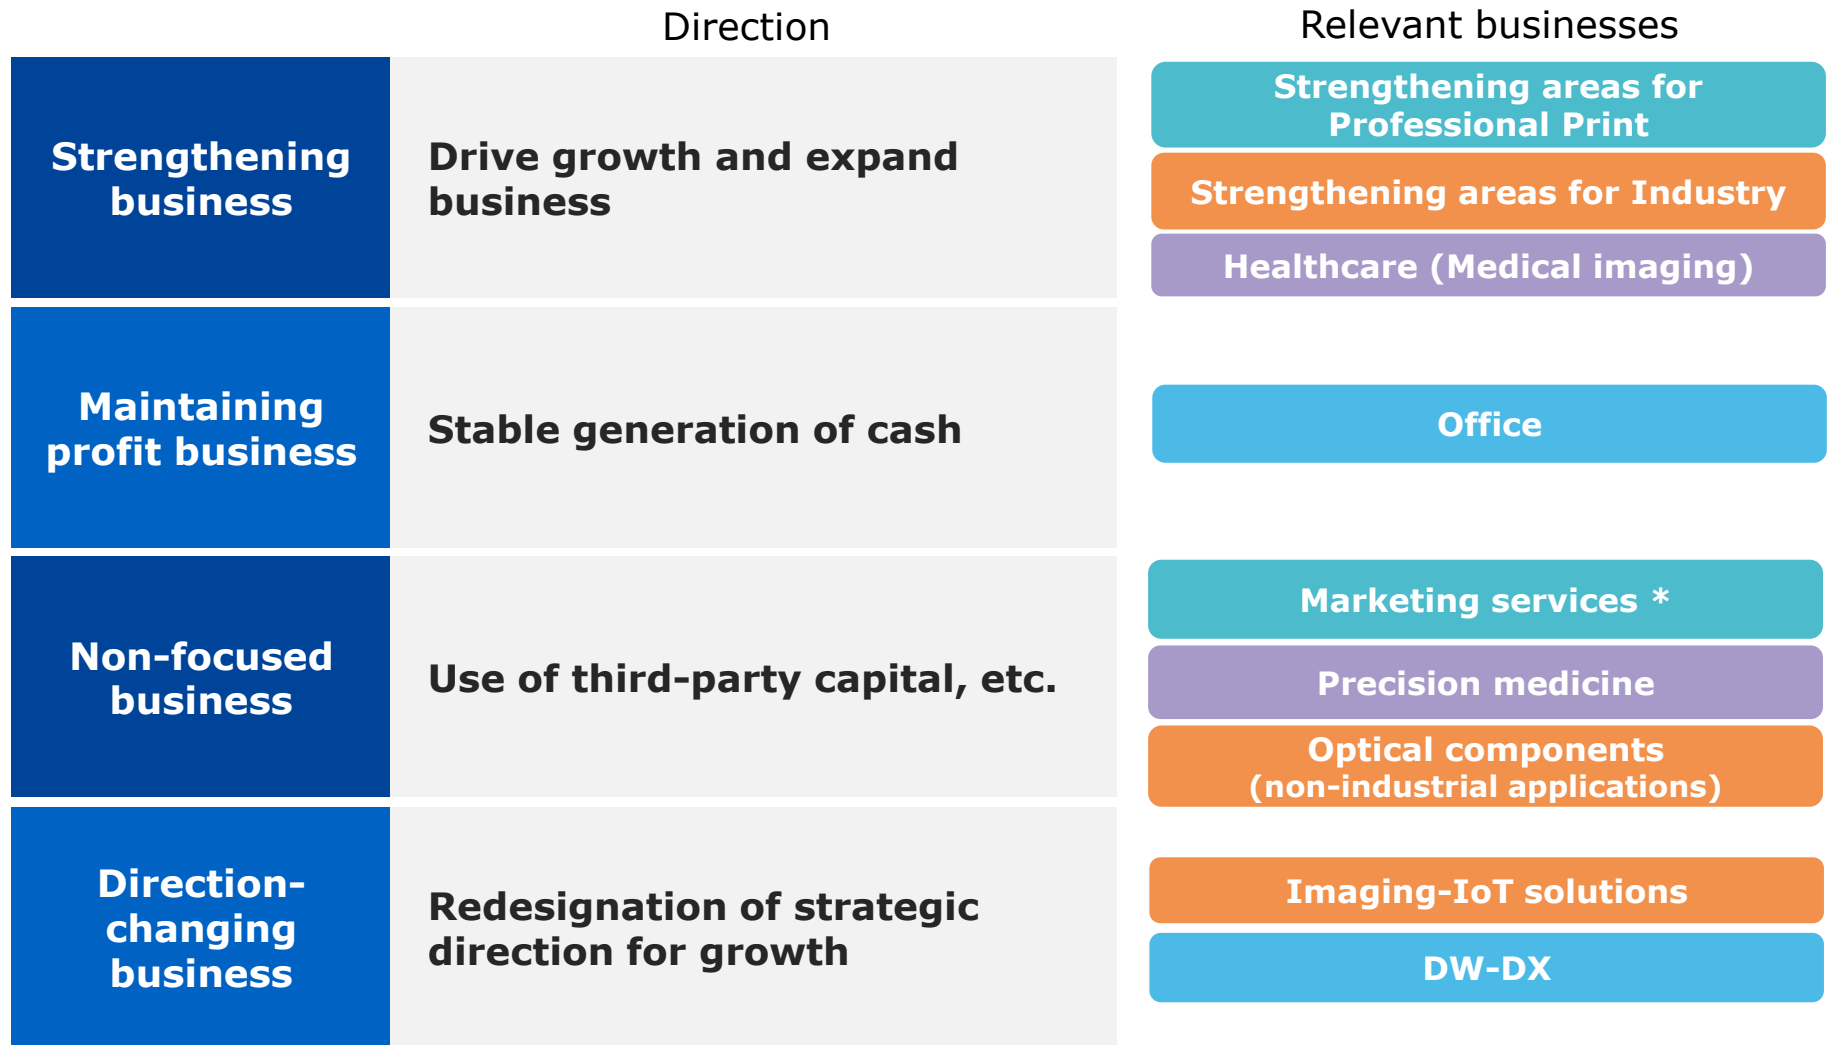 Direction
Relevant businesses
Strengthening
business
Drive growth and expand
business
Strengthening areas for
Professional Print
Strengthening areas for Industry
Healthcare (Medical imaging)
Maintaining
profit business
Stable generation of cash
Office
Non-focused
business
Use of third-party capital, etc.
Marketing services *
Precision medicine
Optical components
(non-industrial applications)
Direction-
changing
business
Redesignation of strategic
direction for growth
Imaging-IoT solutions
DW-DX